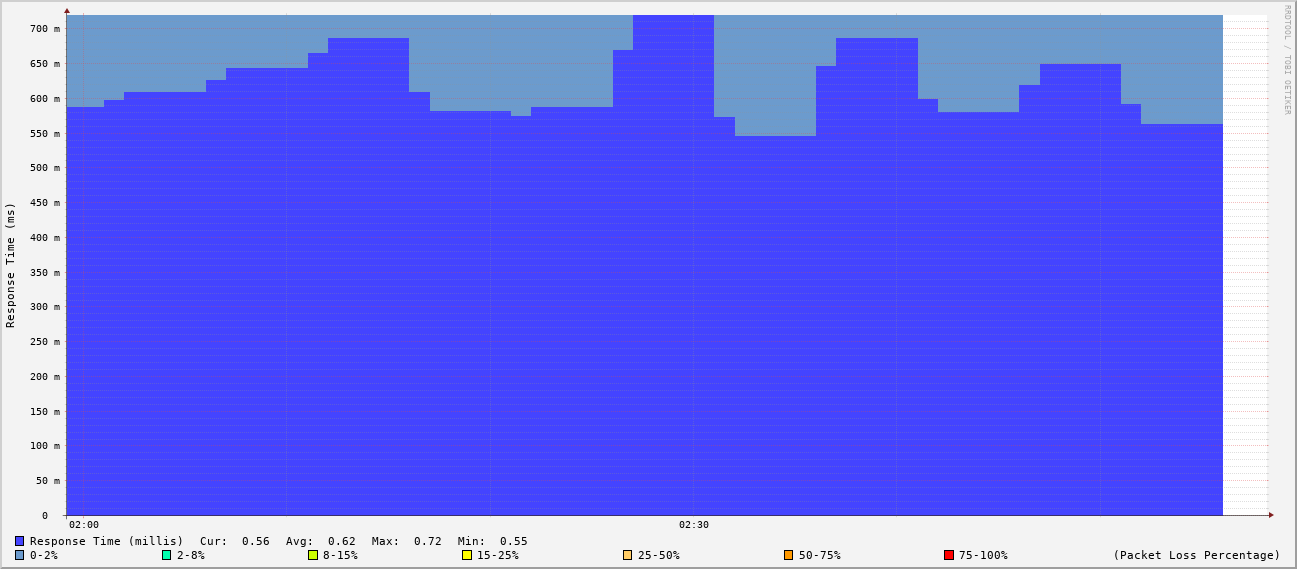 RRDTOOL / TOBI OETIKER
Response Time (ms)
700 m
650 m
600 m
550 m
500 m
450 m
400 m
350 m
300 m
250 m
200 m
150 m
100 m
50 m
0
02:00 02:30
Response Time (millis) Cur: 0.56 Avg: 0.62 Max: 0.72 Min: 0.55
0-2% 2-8% 8-15% 15-25% 25-50% 50-75% 75-100% (Packet Loss Percentage)